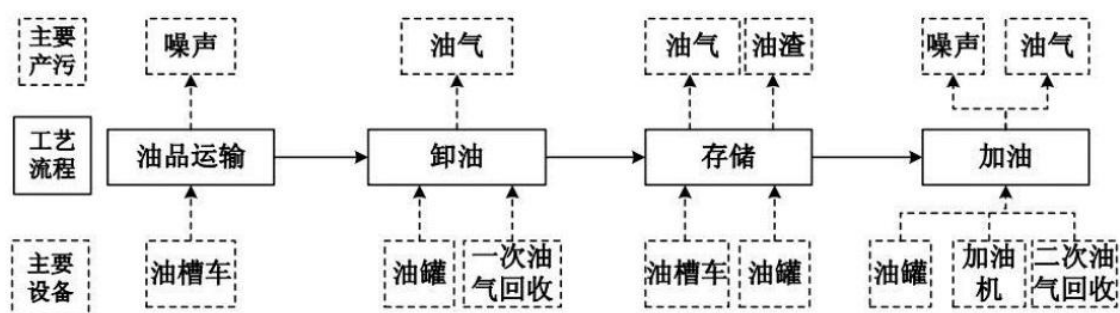 主要
产污
噪声
油气
油气
油渣
噪声
油气
工艺
流程
油品运输
卸油
存储
加油
主要
设备
油槽车
油罐
一次油
气回收
油槽车
油罐
油罐
加油
机
二次油
气回收